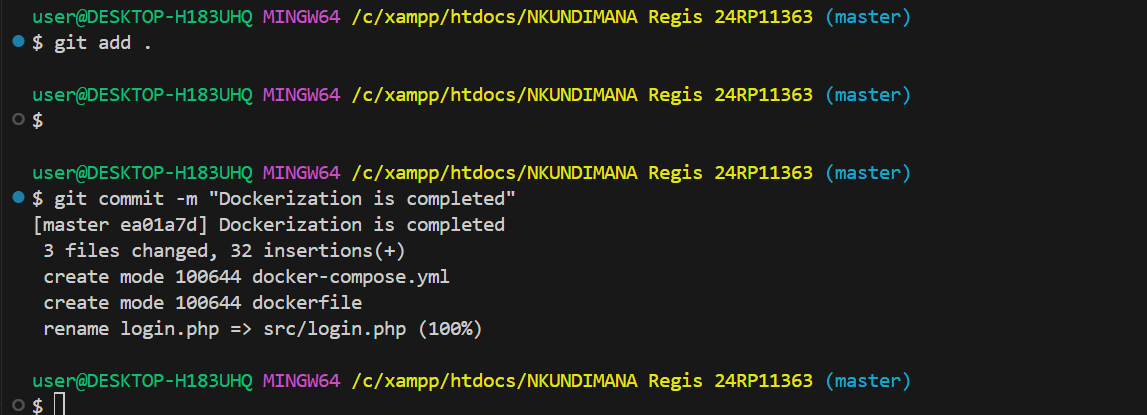 user@DESKTOP-H183UHQ MINGW64 /c/xampp/htdocs/NKUNDIMANA Regis 24RP11363 (master)
$ git add .
user@DESKTOP-H183UHQ MINGW64 /c/xampp/htdocs/NKUNDIMANA Regis 24RP11363 (master)
$
user@DESKTOP-H183UHQ MINGW64 /c/xampp/htdocs/NKUNDIMANA Regis 24RP11363 (master)
$ git commit -m "Dockerization is completed"
[master ea01a7d] Dockerization is completed
 3 files changed, 32 insertions(+)
 create mode 100644 docker-compose.yml
 create mode 100644 dockerfile
 rename login.php => src/login.php (100%)
user@DESKTOP-H183UHQ MINGW64 /c/xampp/htdocs/NKUNDIMANA Regis 24RP11363 (master)
$